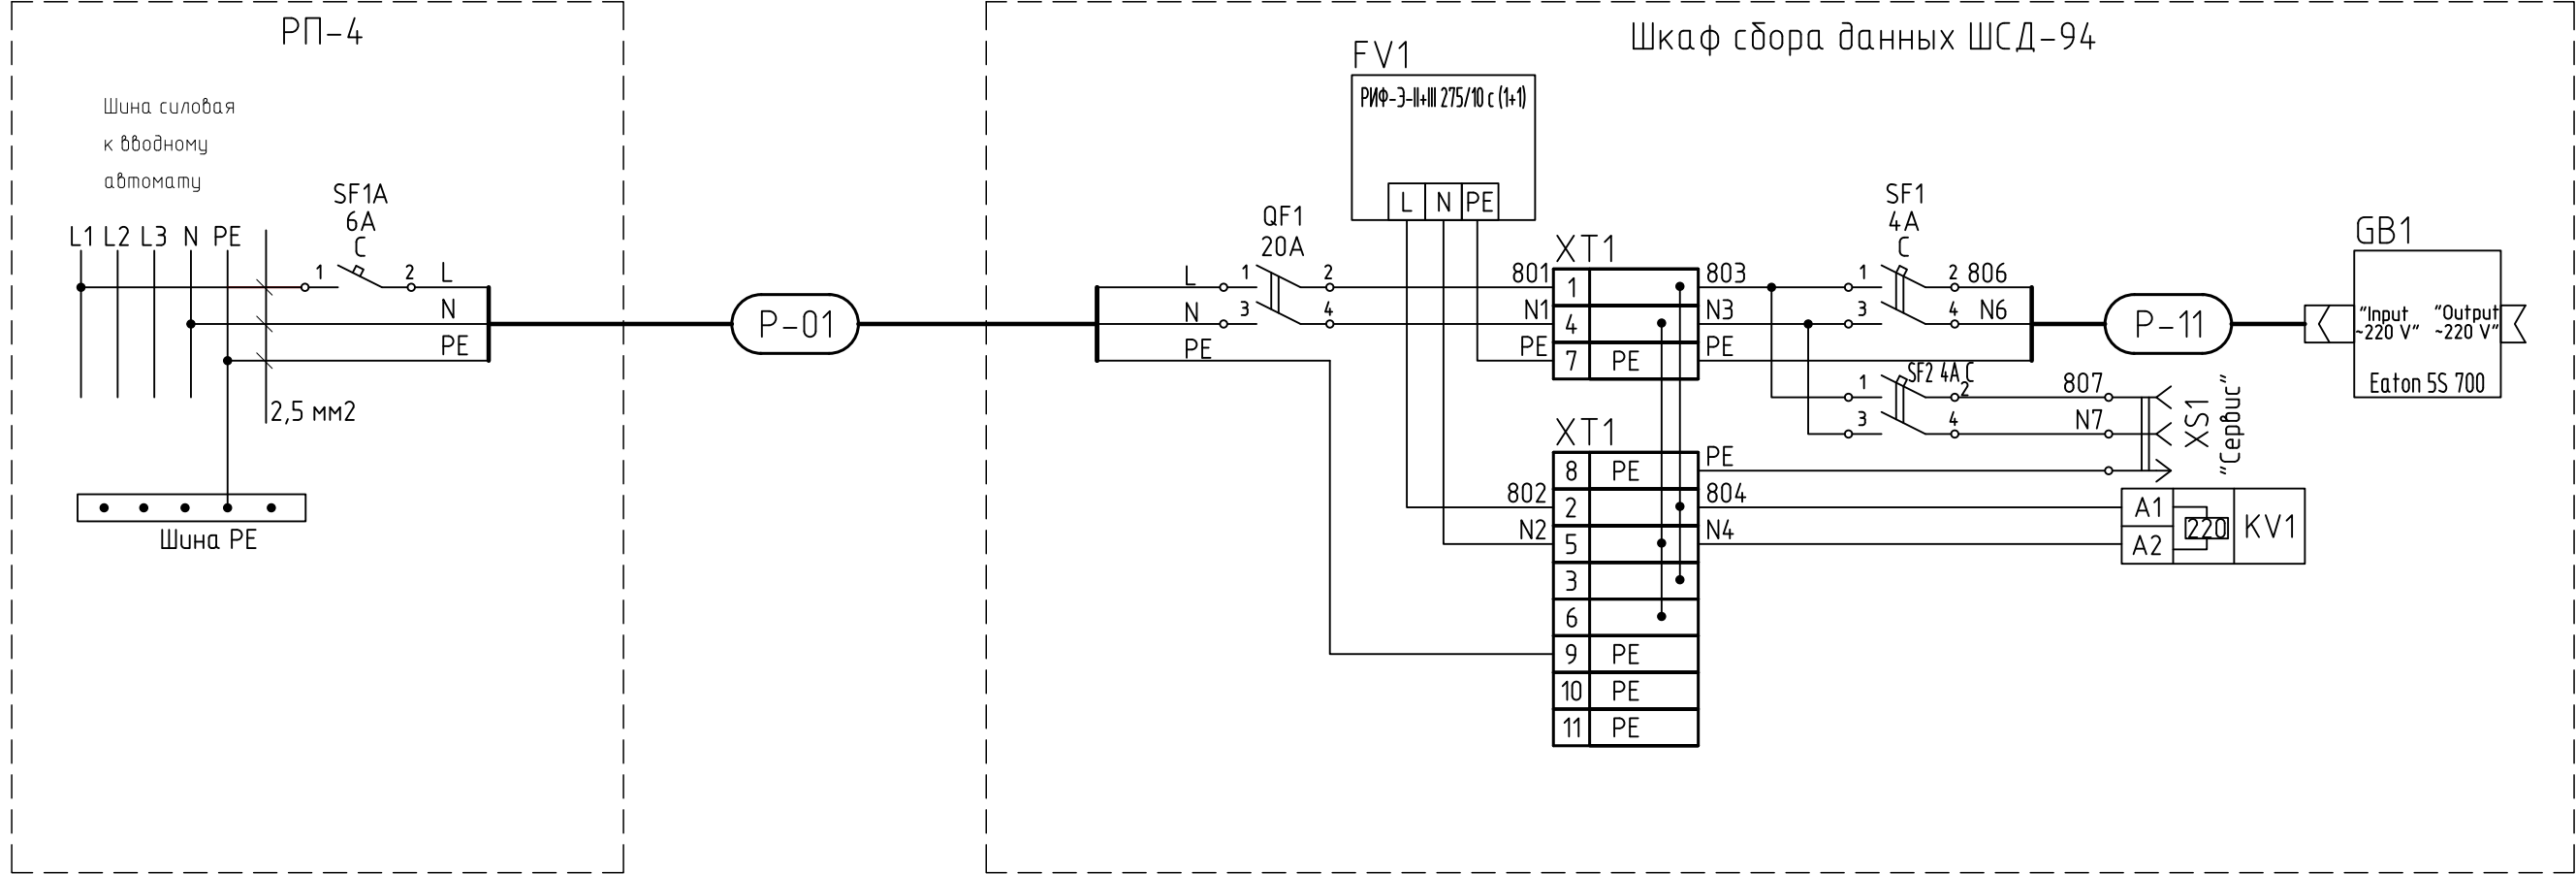 РП-4
Шина силовая
к вводному
автомату
L1 L2 L3 N PE
SF1A
6A
C
1 2 L
N
PE
2,5 мм2
Шина PE
P-01
Шкаф сбора данных ШСД-94
FV1
РИФ-Э-II+III 275/10 с (1+1)
L N PE
QF1
20A
L 1 2
N 3 4
PE
XT1
801 1 803
N1 4 N3
PE 7 PE PE
XT1
8 PE PE
802 2 804
N2 5 N4
3
6
9 PE
10 PE
11 PE
SF1
4A
C
1 2 806
3 4 N6
SF2 4A C
1 2 807
3 4 N7
XS1
"Сервис"
A1
A2
220
KV1
P-11
GB1
"Input
~220 V"
"Output
~220 V"
Eaton 5S 700